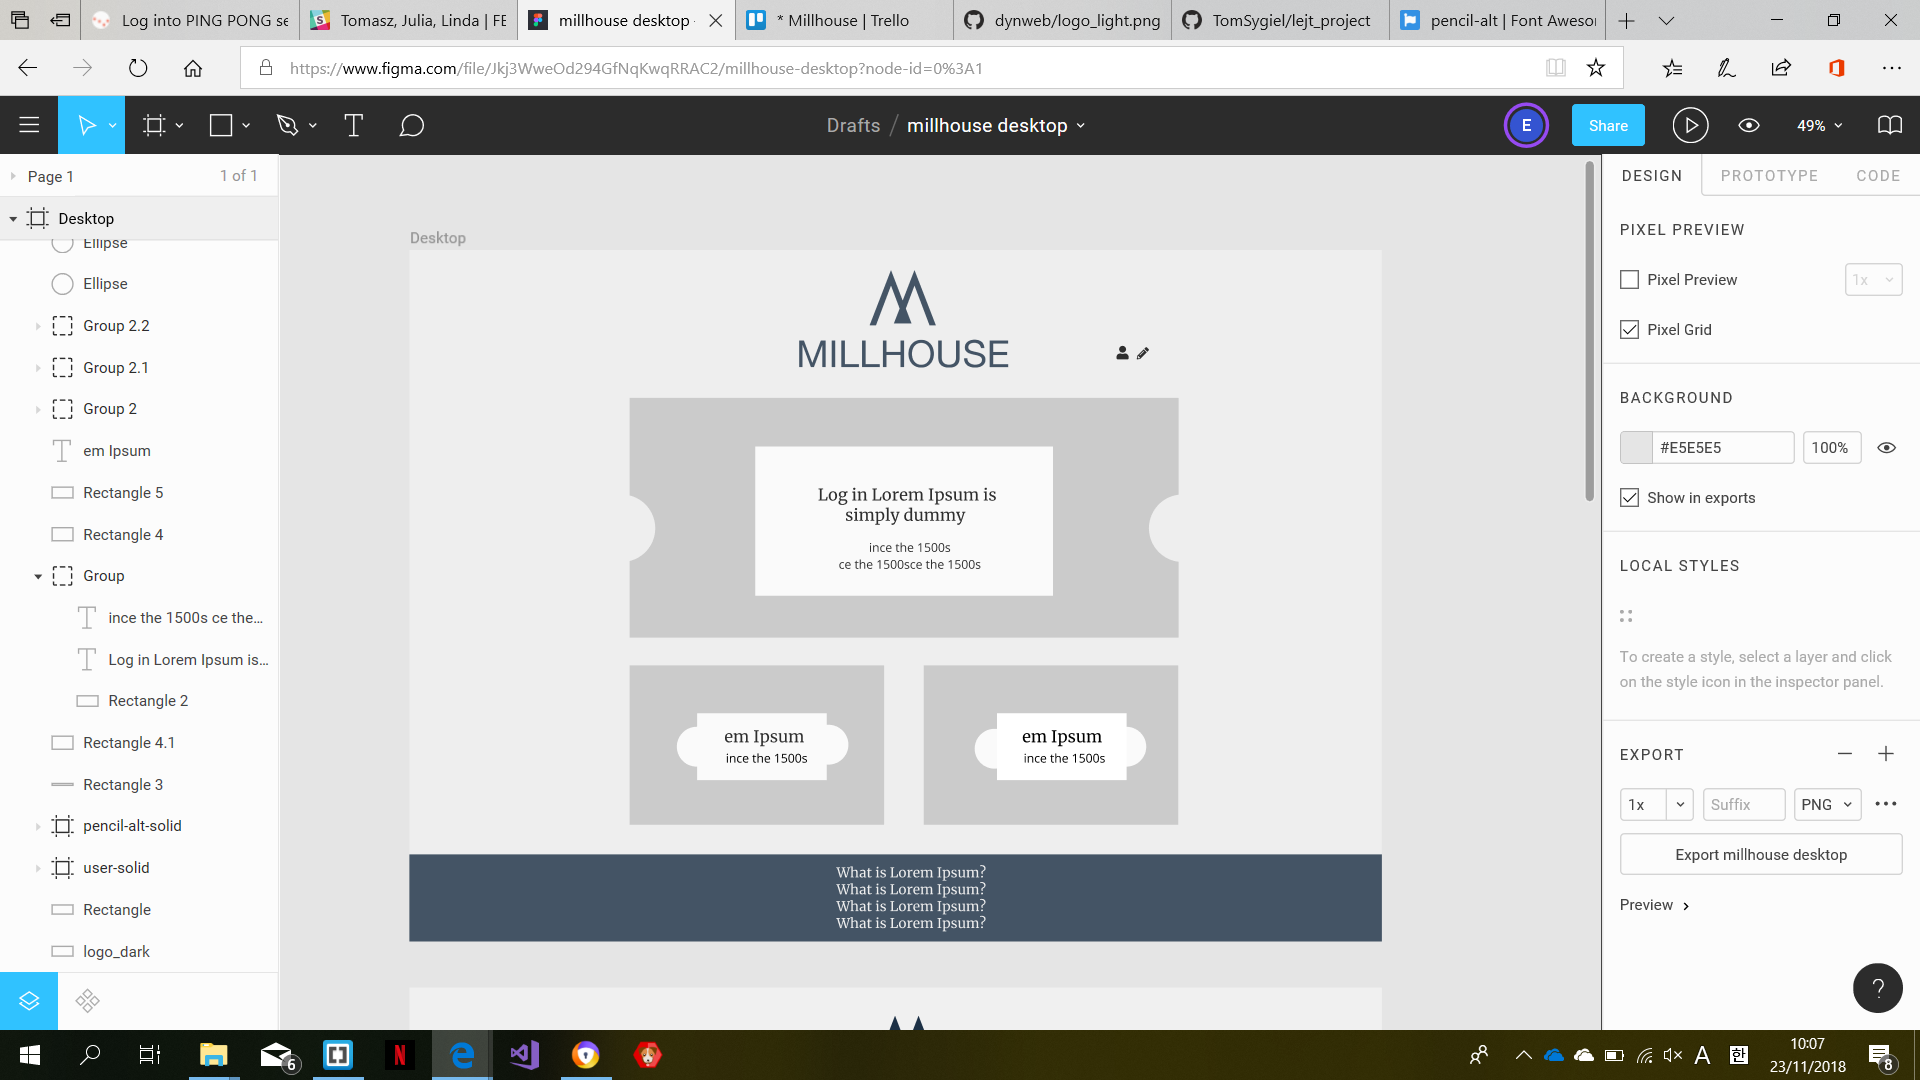 Log into PING PONG se
Tomasz, Julia, Linda | FE
millhouse desktop -
* Millhouse | Trello
dynweb/logo_light.png
TomSygiel/lejt_project
pencil-alt | Font Aweson
https://www.figma.com/file/Jkj3WweOd294GfNqKwqRRAC2/millhouse-desktop?node-id=0%3A1
Drafts / millhouse desktop
E
Share
49%
Page 1
1 of 1
Desktop
Ellipse
Ellipse
Group 2.2
Group 2.1
Group 2
em Ipsum
Rectangle 5
Rectangle 4
Group
ince the 1500s ce the...
Log in Lorem Ipsum is...
Rectangle 2
Rectangle 4.1
Rectangle 3
pencil-alt-solid
user-solid
Rectangle
logo_dark
Desktop
MILLHOUSE
Log in Lorem Ipsum is
simply dummy
ince the 1500s
ce the 1500sce the 1500s
em Ipsum
ince the 1500s
em Ipsum
ince the 1500s
What is Lorem Ipsum?
What is Lorem Ipsum?
What is Lorem Ipsum?
What is Lorem Ipsum?
DESIGN
PROTOTYPE
CODE
PIXEL PREVIEW
Pixel Preview
1x
Pixel Grid
BACKGROUND
#E5E5E5
100%
Show in exports
LOCAL STYLES
To create a style, select a layer and click
on the style icon in the inspector panel.
EXPORT
1x
Suffix
PNG
Export millhouse desktop
Preview
?
6
N
A
한
10:07
23/11/2018
8